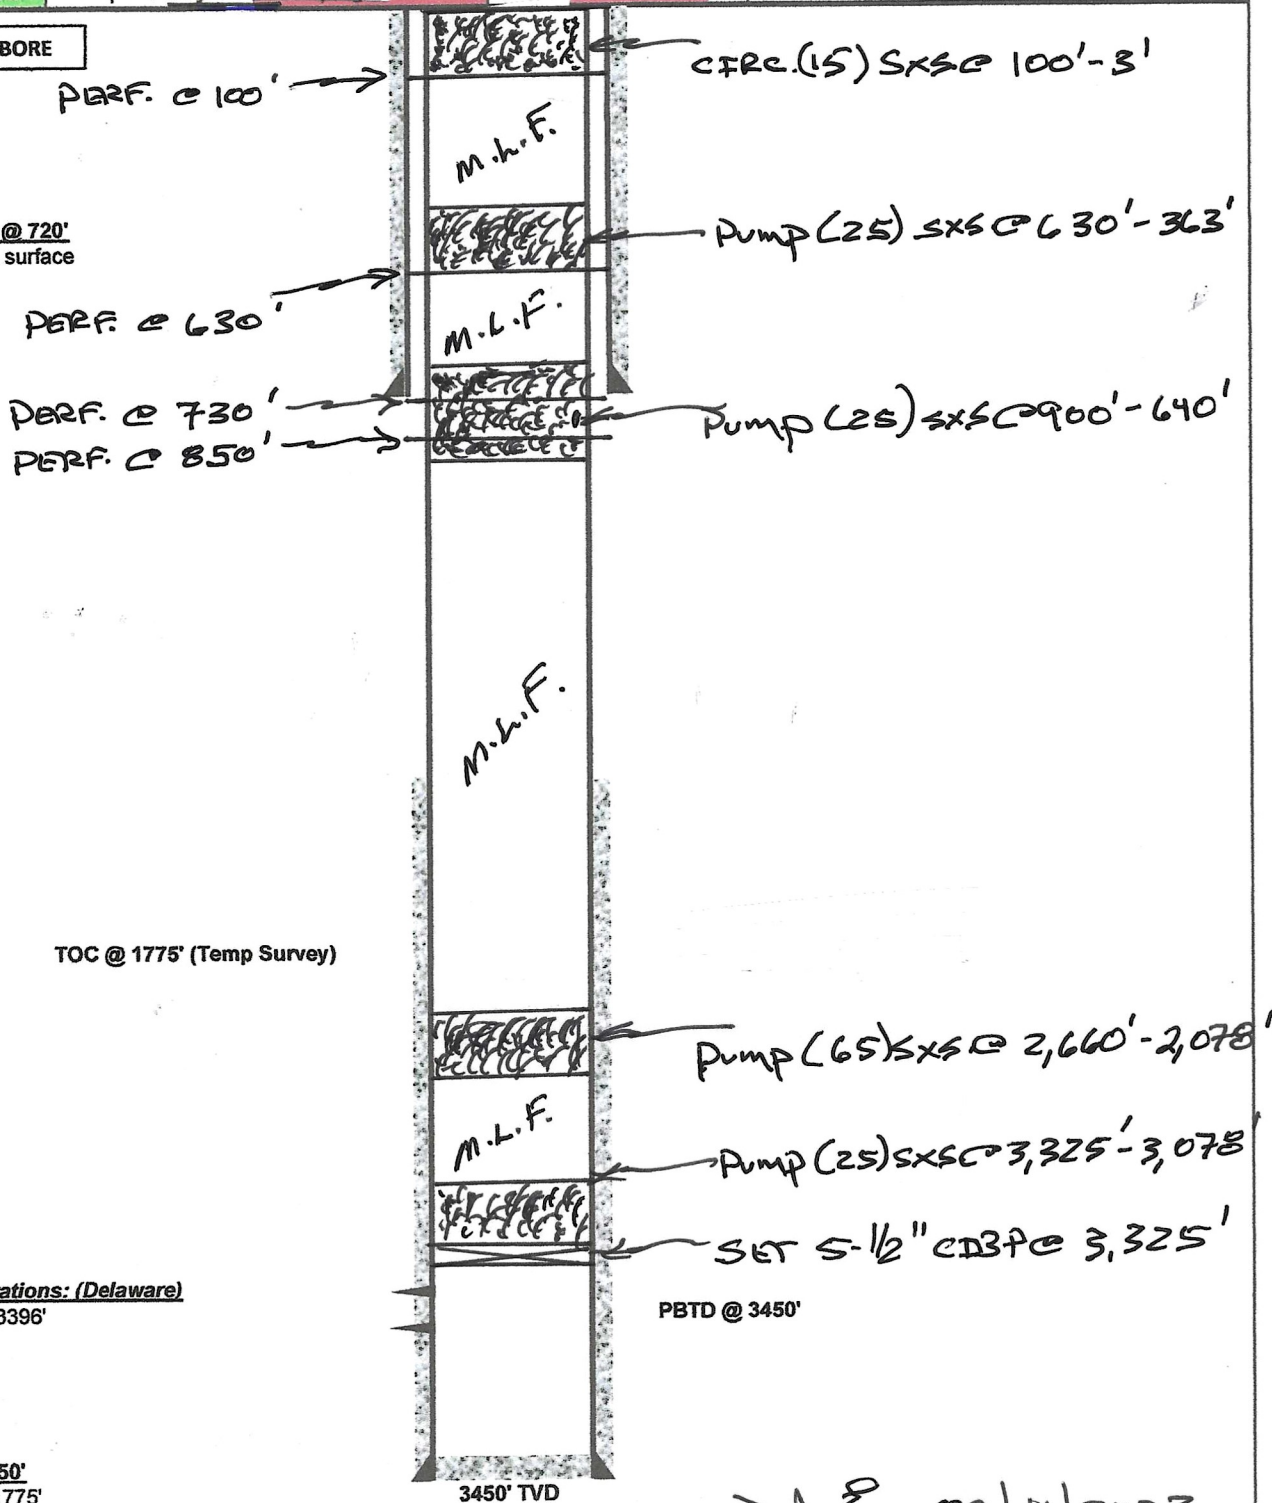 BORE
CIRC. (15) SXS @ 100'-3'
PERF. @ 100'
M.L.F.
@ 720'
surface
Pump (25) SXS @ 630'-363'
PERF. @ 630'
M.L.F.
PERF. @ 730'
Pump (25) SXS @ 900'-640'
PERF. @ 850'
M.L.F.
TOC @ 1775' (Temp Survey)
Pump (65) SXS @ 2,660'-2,078'
M.L.F.
Pump (25) SXS @ 3,325'-3,078'
SET 5-1/2" CIBP @ 3,325'
ations: (Delaware)
3396'
PBTD @ 3450'
50'
775'
3450' TVD